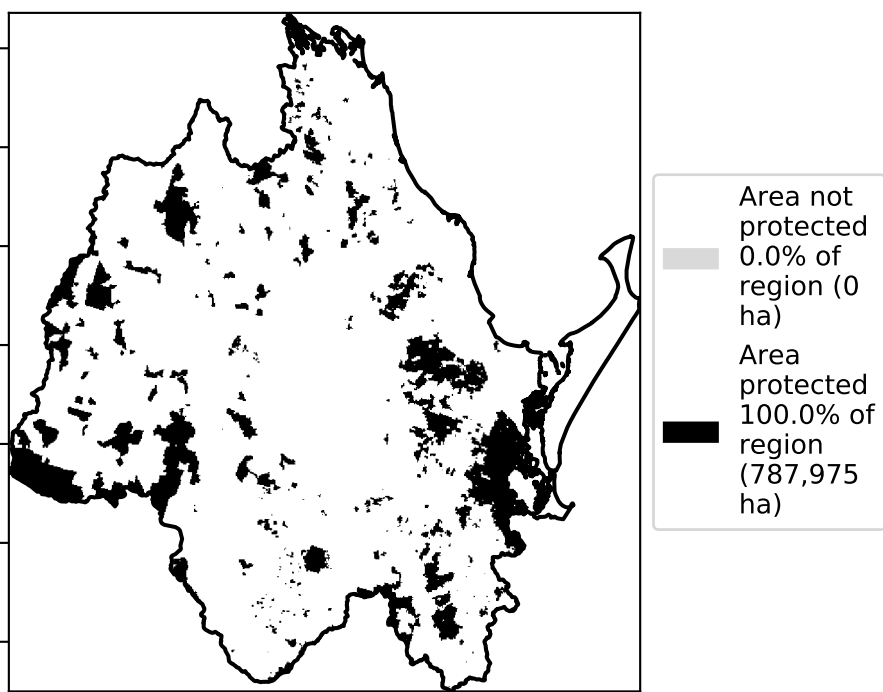 Area not
protected
0.0% of
region (0
ha)
Area
protected
100.0% of
region
(787,975
ha)